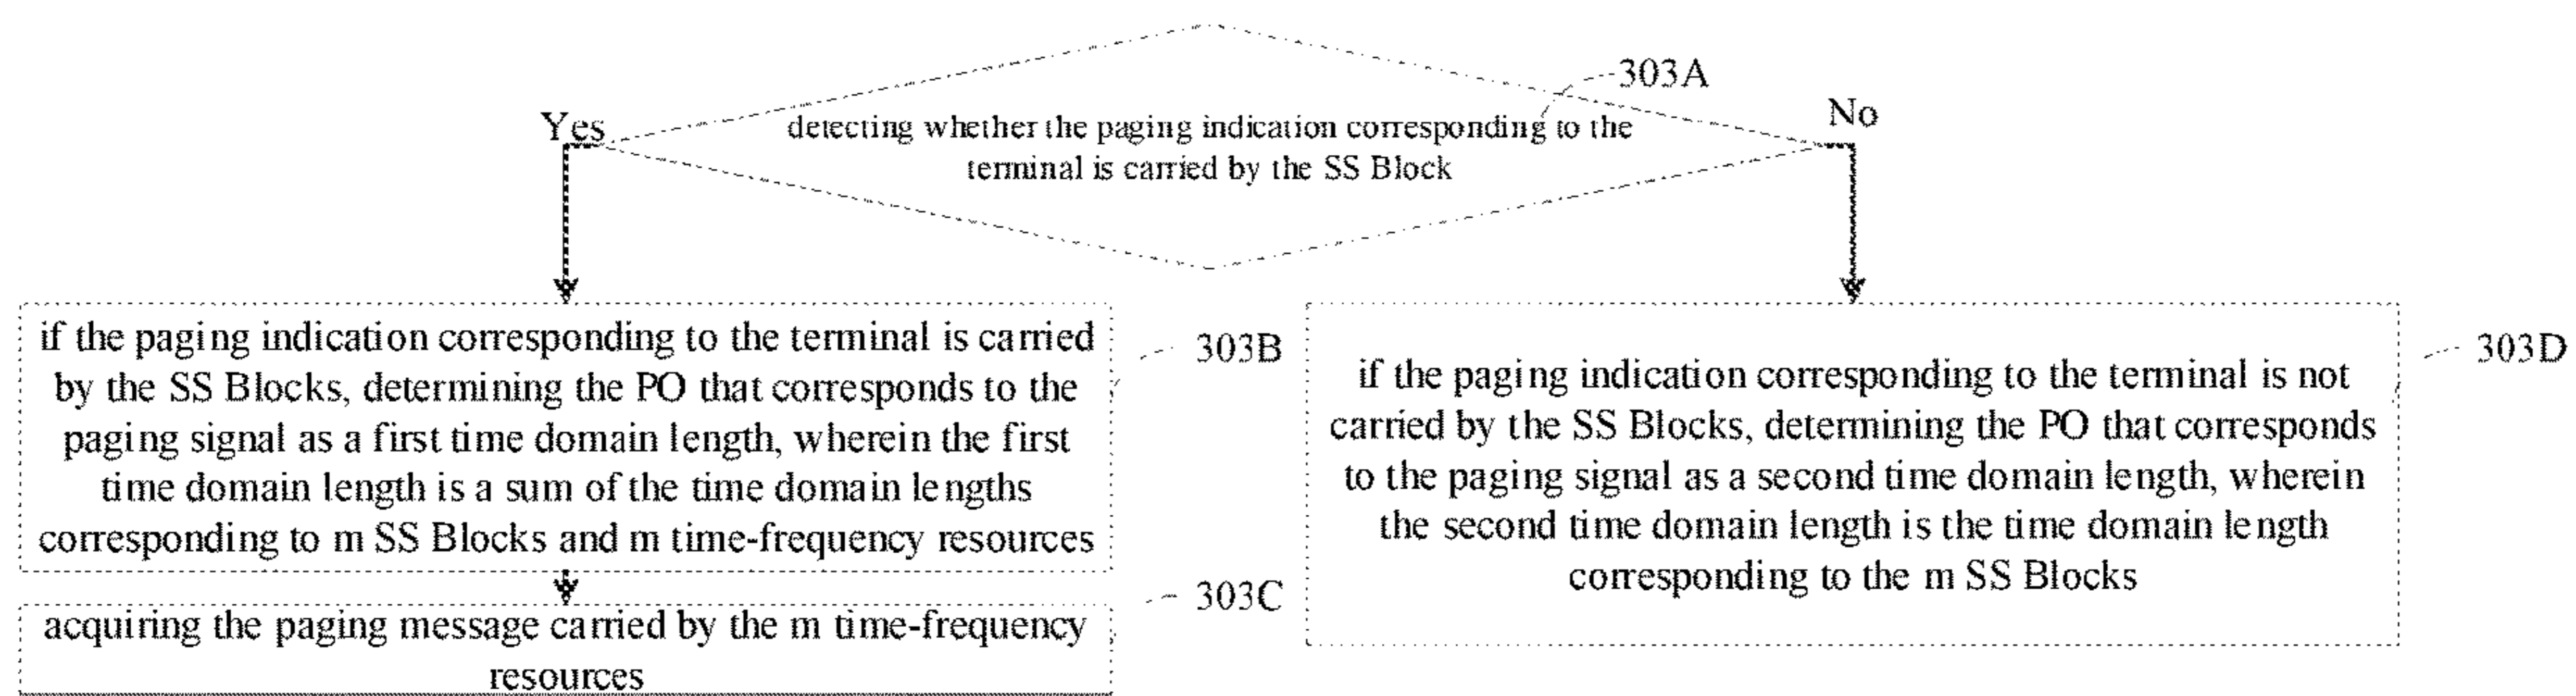 303A
Yes
No
detecting whether the paging indication corresponding to the
terminal is carried by the SS Block
if the paging indication corresponding to the terminal is carried
by the SS Blocks, determining the PO that corresponds to the
paging signal as a first time domain length, wherein the first
time domain length is a sum of the time domain lengths
corresponding to m SS Blocks and m time-frequency resources
303B
if the paging indication corresponding to the terminal is not
carried by the SS Blocks, determining the PO that corresponds
to the paging signal as a second time domain length, wherein
the second time domain length is the time domain length
corresponding to the m SS Blocks
303D
acquiring the paging message carried by the m time-frequency
resources
303C